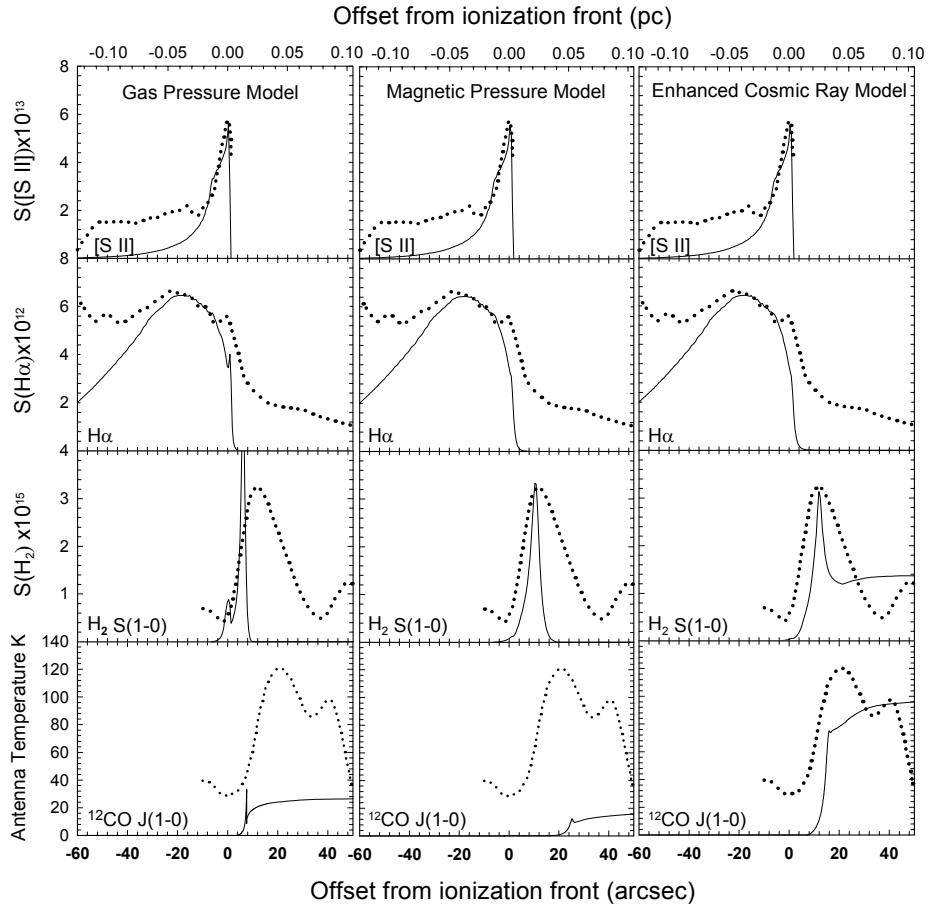 Offset from ionization front (pc)
-0.10 -0.05 0.00 0.05 0.10 -0.10 -0.05 0.00 0.05 0.10 -0.10 -0.05 0.00 0.05 0.10
Gas Pressure Model
Magnetic Pressure Model
Enhanced Cosmic Ray Model
S([S II])x10¹³
8
6
4
2
[S II]
[S II]
[S II]
S(Hα)x10¹²
8
6
4
2
Hα
Hα
Hα
S(H₂) x10¹⁵
4
3
2
1
H₂ S(1-0)
H₂ S(1-0)
H₂ S(1-0)
Antenna Temperature K
140
120
100
80
60
40
20
0
¹²CO J(1-0)
¹²CO J(1-0)
¹²CO J(1-0)
-60 -40 -20 0 20 40 -60 -40 -20 0 20 40 -60 -40 -20 0 20 40
Offset from ionization front (arcsec)